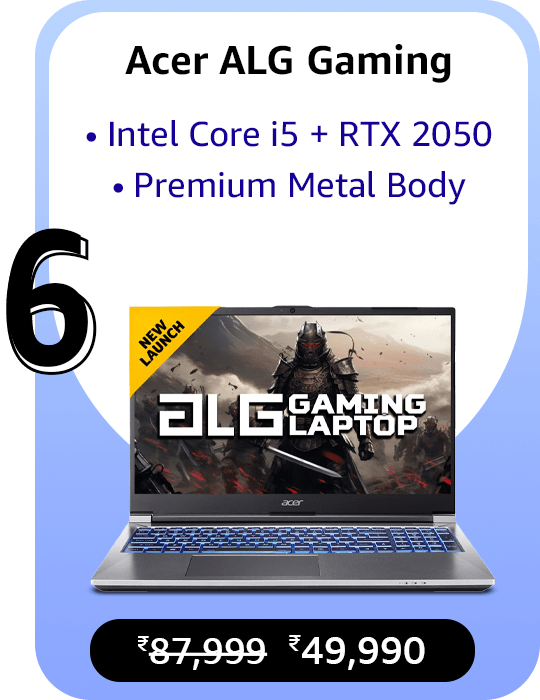 Acer ALG Gaming
• Intel Core i5 + RTX 2050
• Premium Metal Body
6
NEW
LAUNCH
ALG GAMING
LAPTOP
acer
₹87,999 ₹49,990